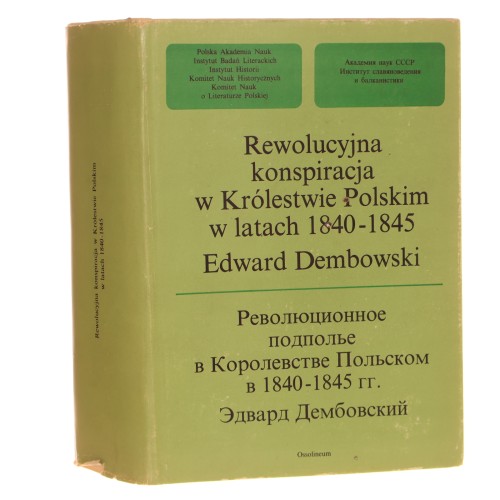 Polska Akademia Nauk
Instytut Badań Literackich
Instytut Historii
Komitet Nauk Historycznych
Komitet Nauk
o Literaturze Polskiej
Академия наук СССР
Институт славяноведения
и балканистики
Rewolucyjna
konspiracja
w Królestwie Polskim
w latach 1840-1845
Edward Dembowski
Революционное
подполье
в Королевстве Польском
в 1840-1845 гг.
Эдвард Дембовский
Ossolineum
Rewolucyjna konspiracja w Królestwie Polskim
w latach 1840-1845